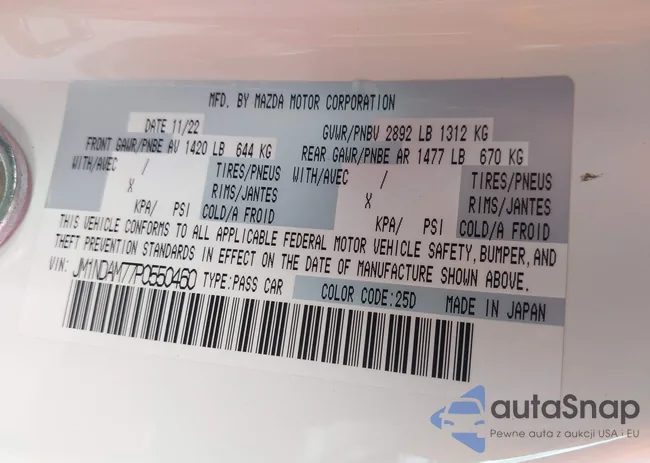 MFD. BY MAZDA MOTOR CORPORATION
DATE 11/22 GVWR/PNBV 2892 LB 1312 KG
FRONT GAWR/PNBE AV 1420 LB 644 KG REAR GAWR/PNBE AR 1477 LB 670 KG
WITH/AVEC / TIRES/PNEUS WITH/AVEC / TIRES/PNEUS
X RIMS/JANTES X RIMS/JANTES
KPA/ PSI COLD/A FROID KPA/ PSI COLD/A FROID
THIS VEHICLE CONFORMS TO ALL APPLICABLE FEDERAL MOTOR VEHICLE SAFETY, BUMPER, AND
THEFT PREVENTION STANDARDS IN EFFECT ON THE DATE OF MANUFACTURE SHOWN ABOVE.
VIN: JM1NDAM77P0550460 TYPE:PASS CAR COLOR CODE:25D MADE IN JAPAN
autaSnap
Pewne auta z aukcji USA i EU